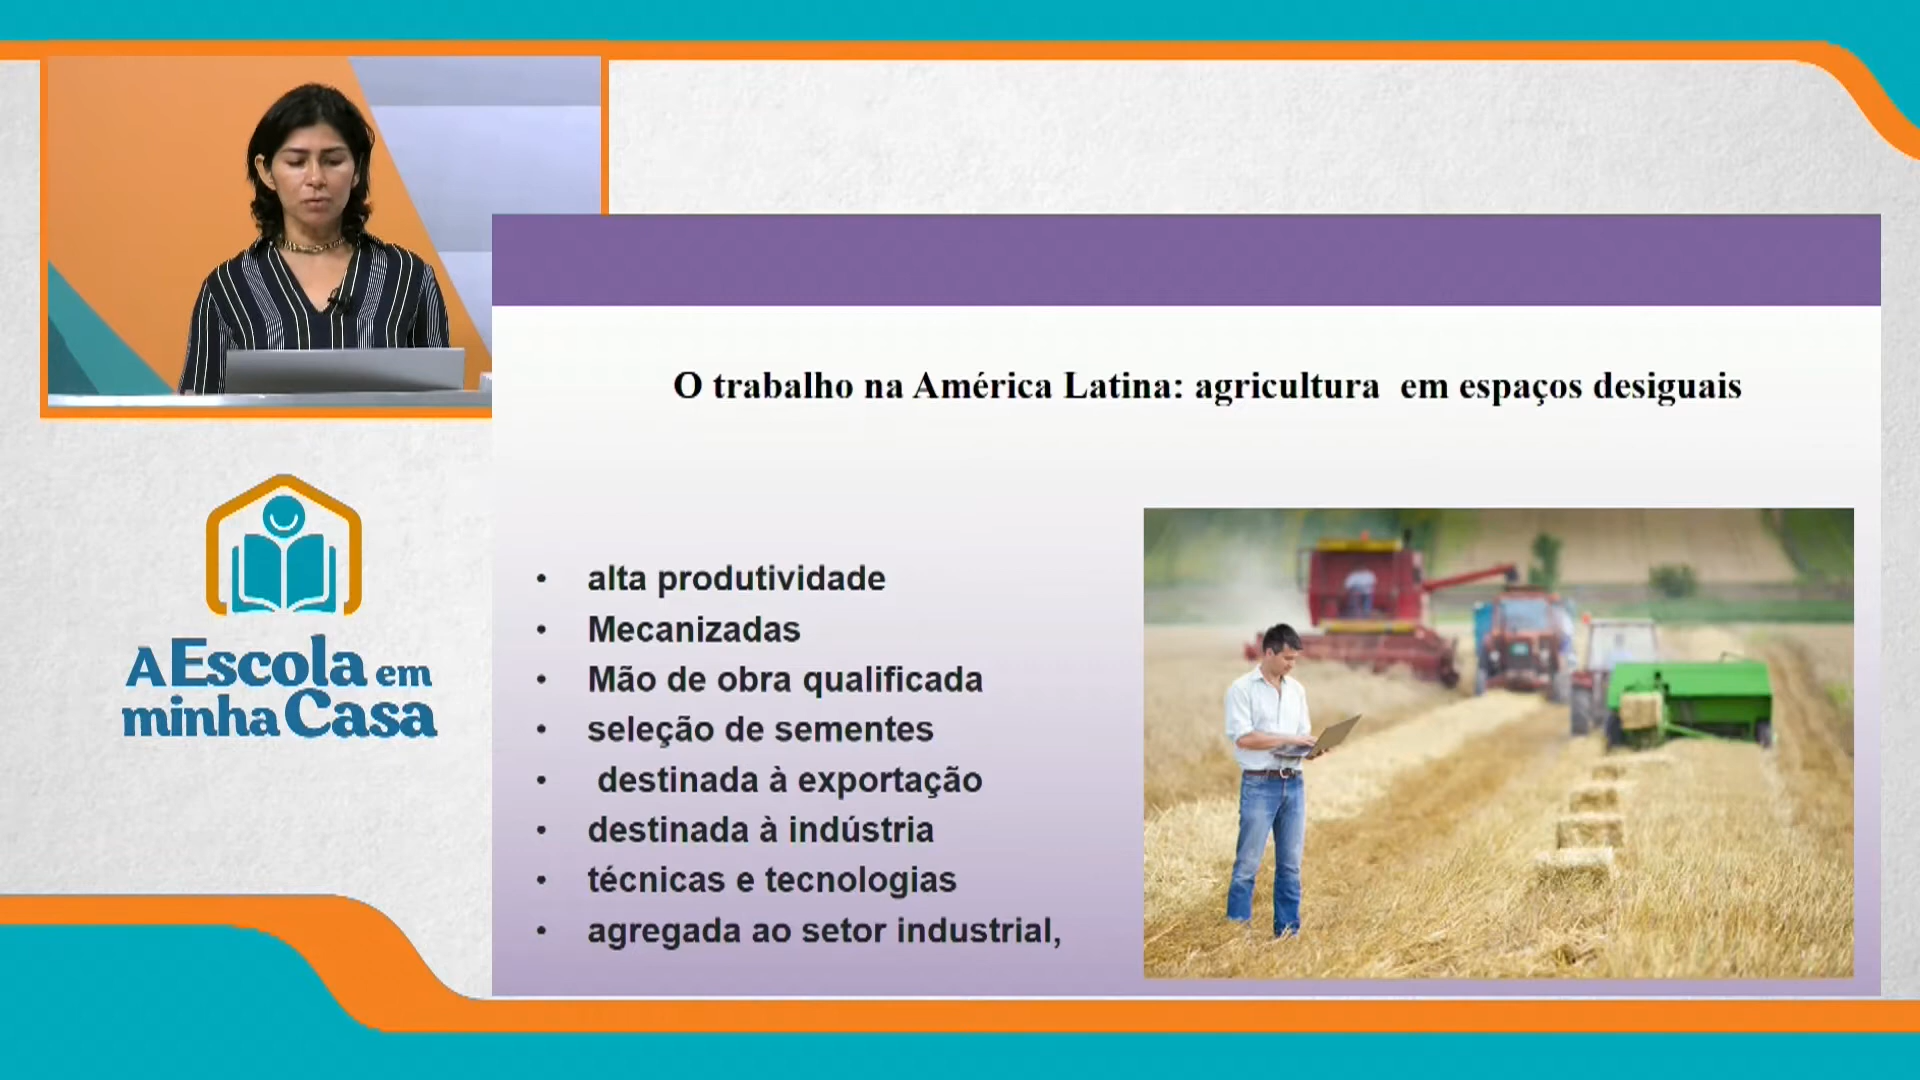 O trabalho na América Latina: agricultura  em espaços desiguais
• alta produtividade
• Mecanizadas
• Mão de obra qualificada
• seleção de sementes
• destinada à exportação
• destinada à indústria
• técnicas e tecnologias
• agregada ao setor industrial,
A Escola em
minha Casa